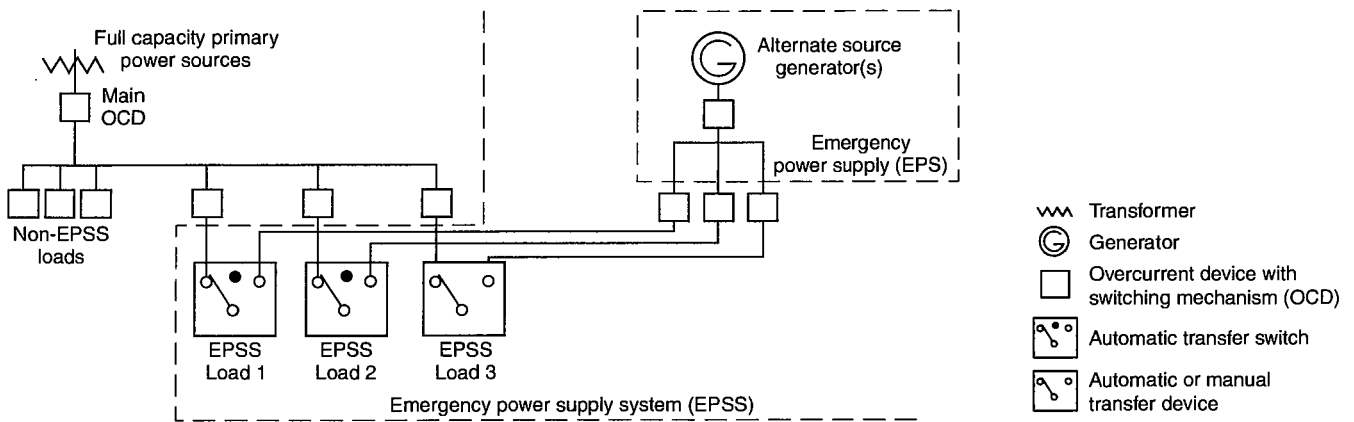 Full capacity primary
power sources
Main
OCD
Non-EPSS
loads
EPSS
Load 1
EPSS
Load 2
EPSS
Load 3
Emergency power supply system (EPSS)
G
Alternate source
generator(s)
Emergency
power supply (EPS)
Transformer
G
Generator
Overcurrent device with
switching mechanism (OCD)
Automatic transfer switch
Automatic or manual
transfer device